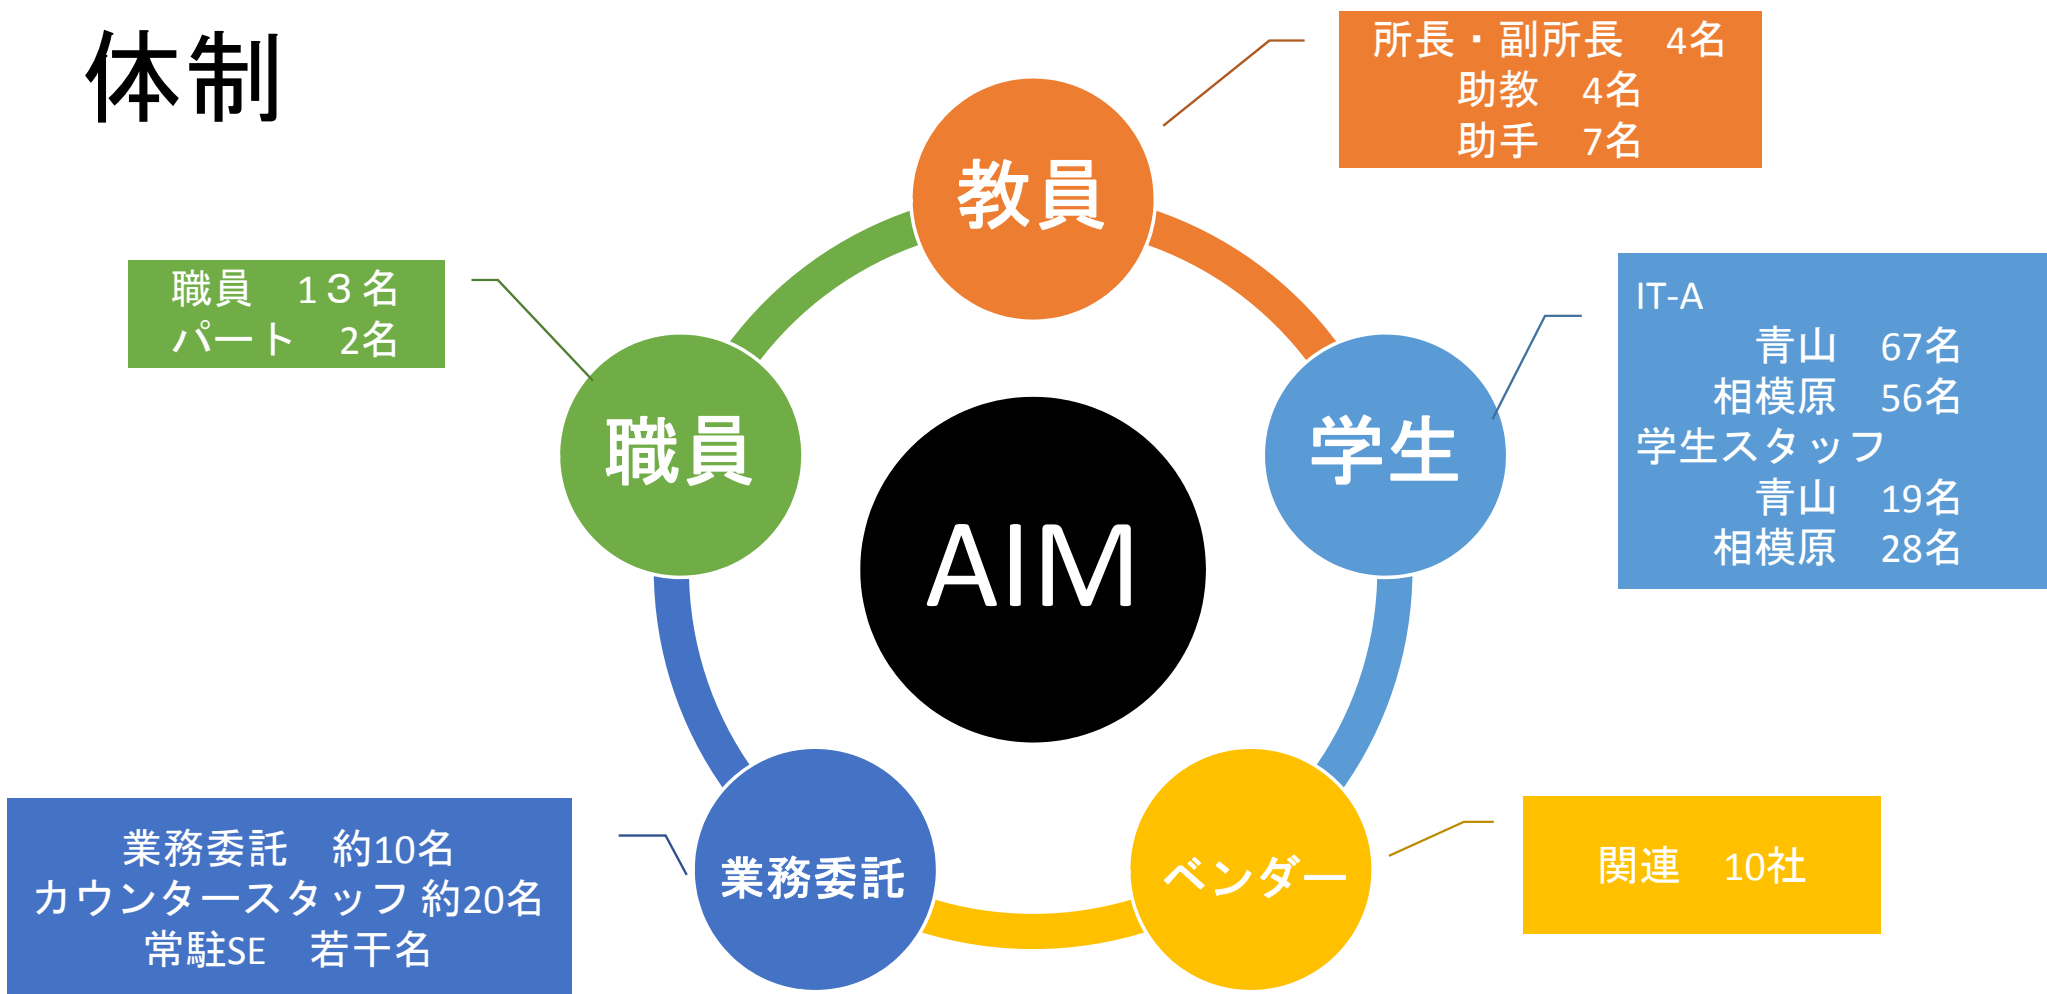 体制
所長・副所長　4名
助教　4名
助手　7名
教員
職員　1３名
パート　2名
職員
IT-A
青山　67名
相模原　56名
学生スタッフ
青山　19名
相模原　28名
学生
AIM
業務委託　約10名
カウンタースタッフ 約20名
常駐SE　若干名
業務委託
ベンダー
関連　10社